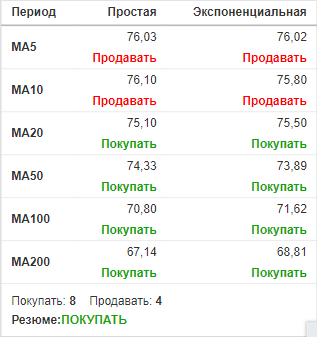 Период Простая Экспоненциальная
MA5 76,03 76,02
Продавать Продавать
MA10 76,10 75,80
Продавать Продавать
MA20 75,10 75,50
Покупать Покупать
MA50 74,33 73,89
Покупать Покупать
MA100 70,80 71,62
Покупать Покупать
MA200 67,14 68,81
Покупать Покупать
Покупать: 8 Продавать: 4
Резюме:ПОКУПАТЬ